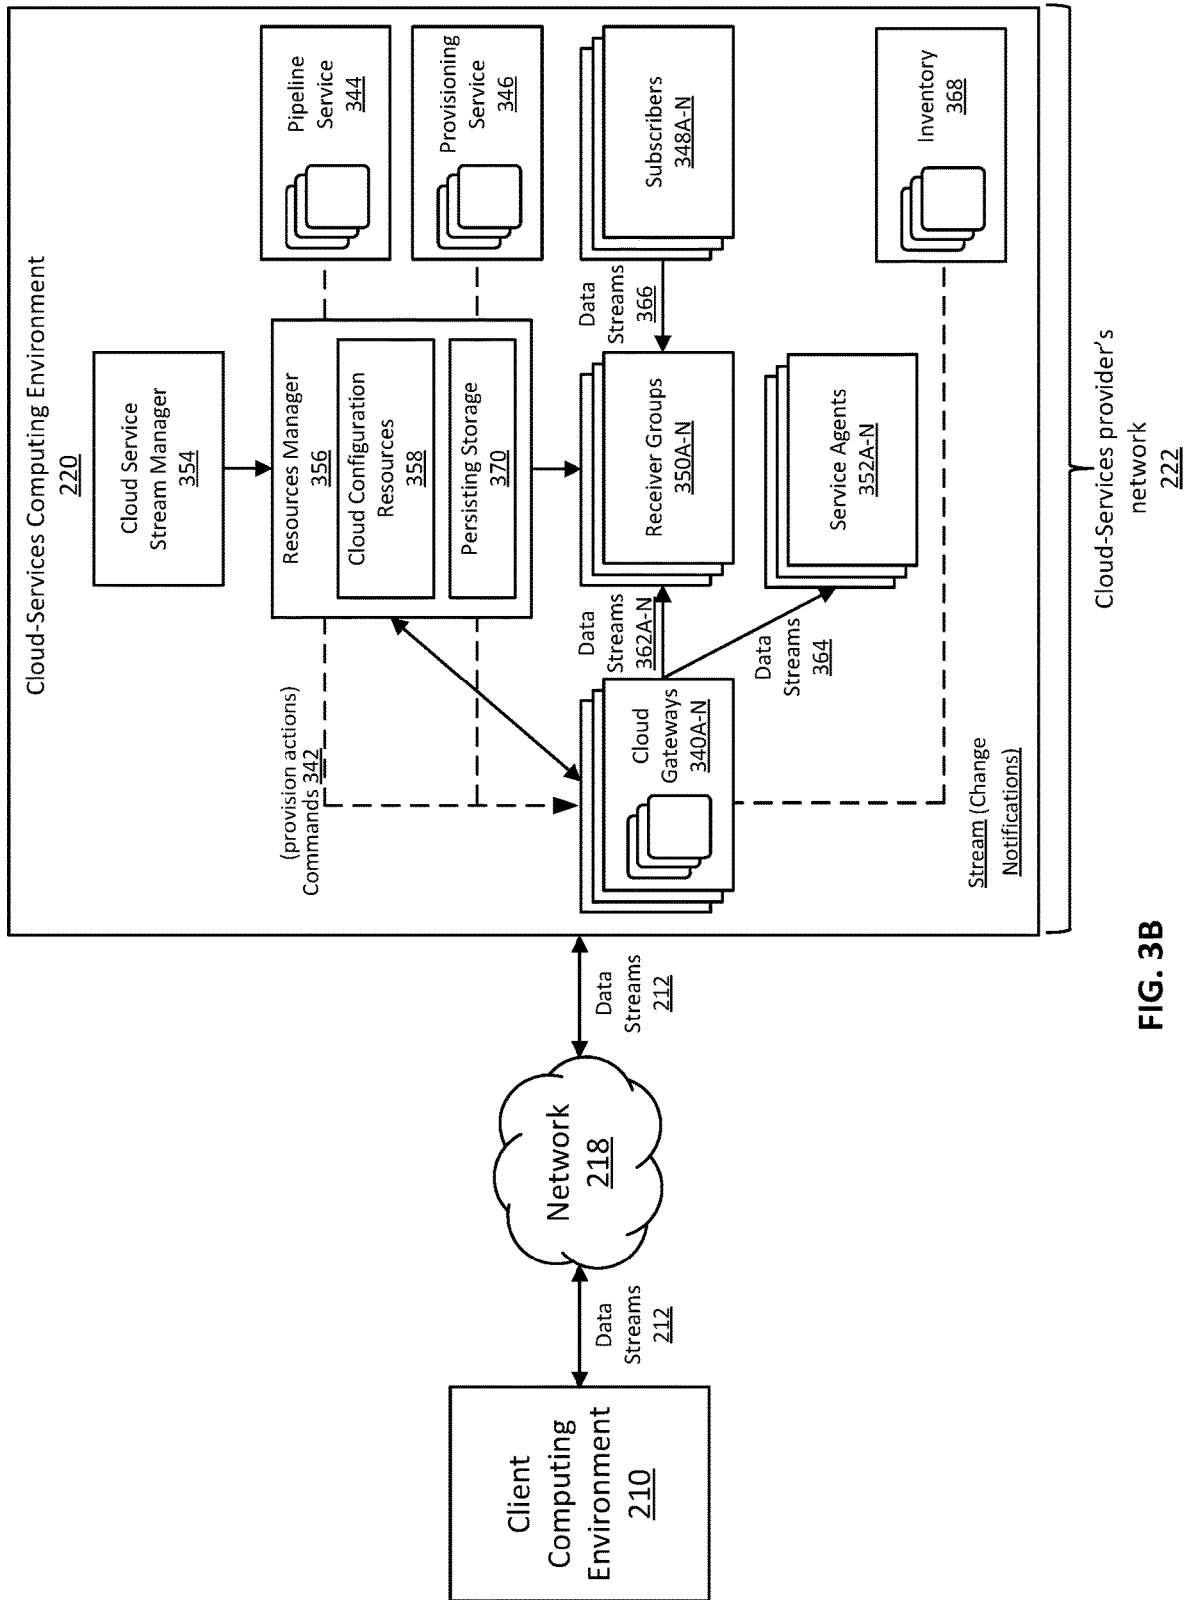 Cloud-Services Computing Environment
220
Client
Computing
Environment
210
Data
Streams
212
Network
218
Data
Streams
212
(provision actions)
Commands 342
Cloud Service
Stream Manager
354
Resources Manager
356
Cloud Configuration
Resources
358
Persisting Storage
370
Pipeline
Service
344
Provisioning
Service
346
Cloud
Gateways
340A-N
Data
Streams
362A-N
Receiver Groups
350A-N
Data
Streams
366
Subscribers
348A-N
Data
Streams
364
Service Agents
352A-N
Inventory
368
Stream (Change
Notifications)
Cloud-Services provider's
network
222
FIG. 3B